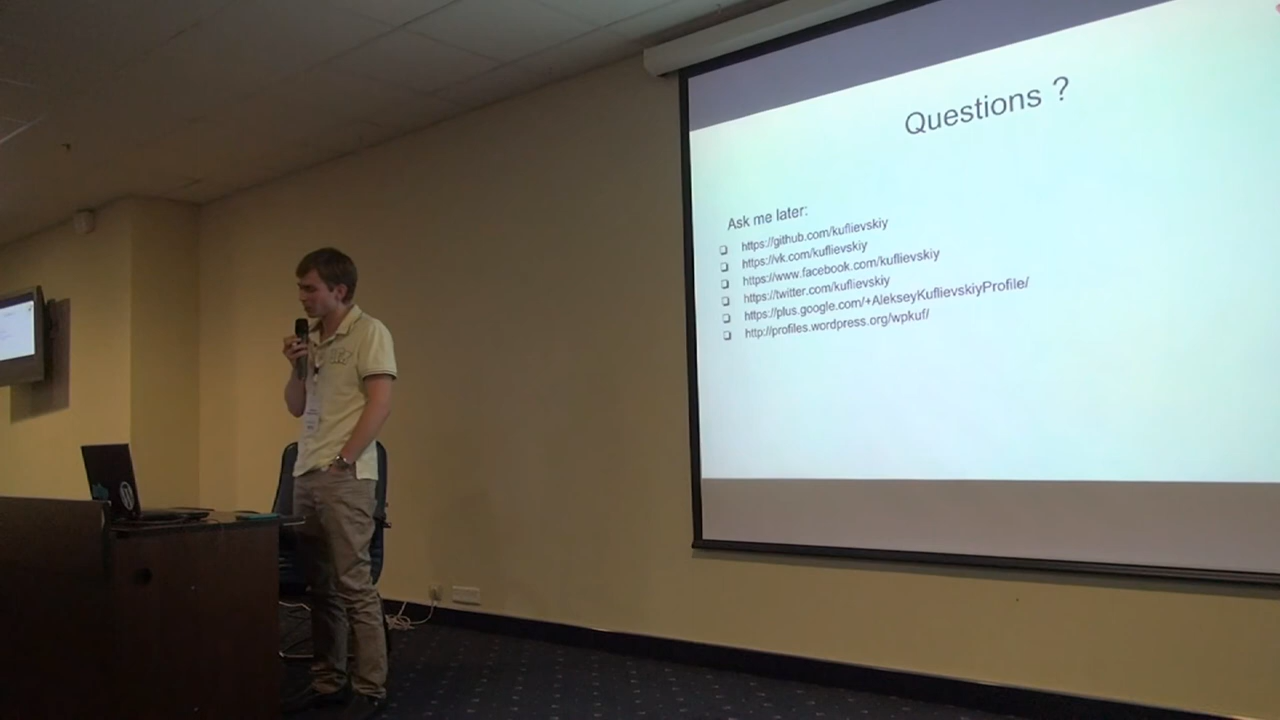 Questions ?
Ask me later:
https://github.com/kuflievskiy
https://vk.com/kuflievskiy
https://www.facebook.com/kuflievskiy
https://twitter.com/kuflievskiy
https://plus.google.com/+AlekseyKuflievskiyProfile/
http://profiles.wordpress.org/wpkuf/